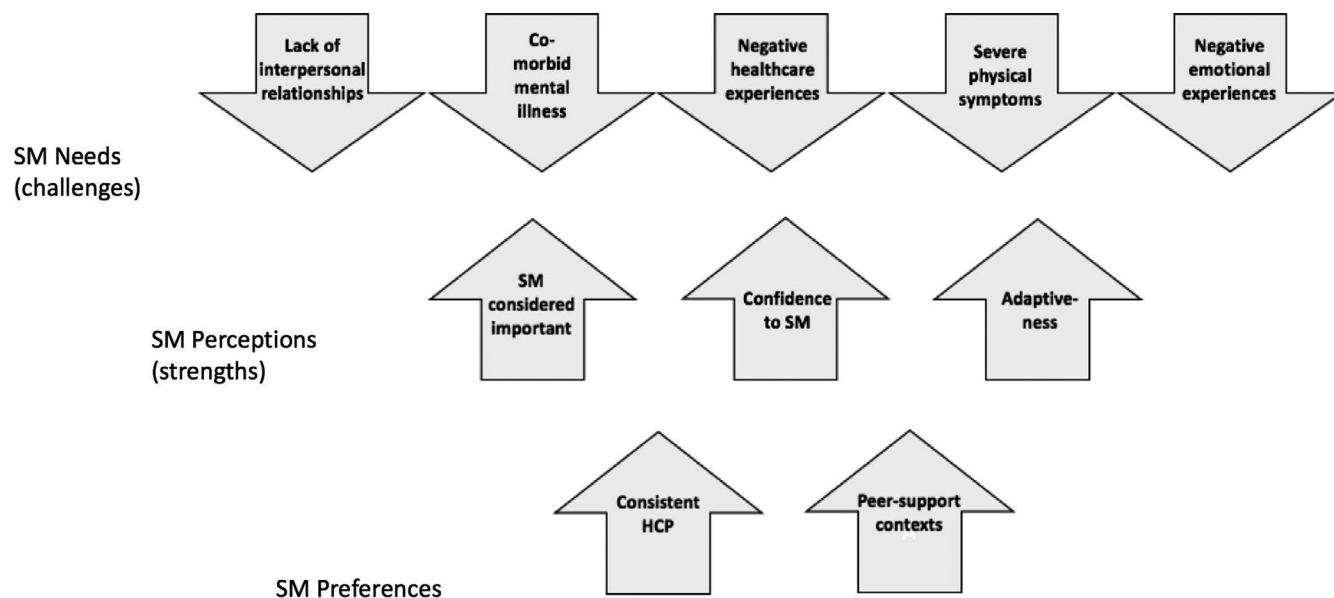 Lack of
interpersonal
relationships
Co-
morbid
mental
illness
Negative
healthcare
experiences
Severe
physical
symptoms
Negative
emotional
experiences
SM Needs
(challenges)
SM
considered
important
Confidence
to SM
Adaptive-
ness
SM Perceptions
(strengths)
Consistent
HCP
Peer-support
contexts
A
SM Preferences